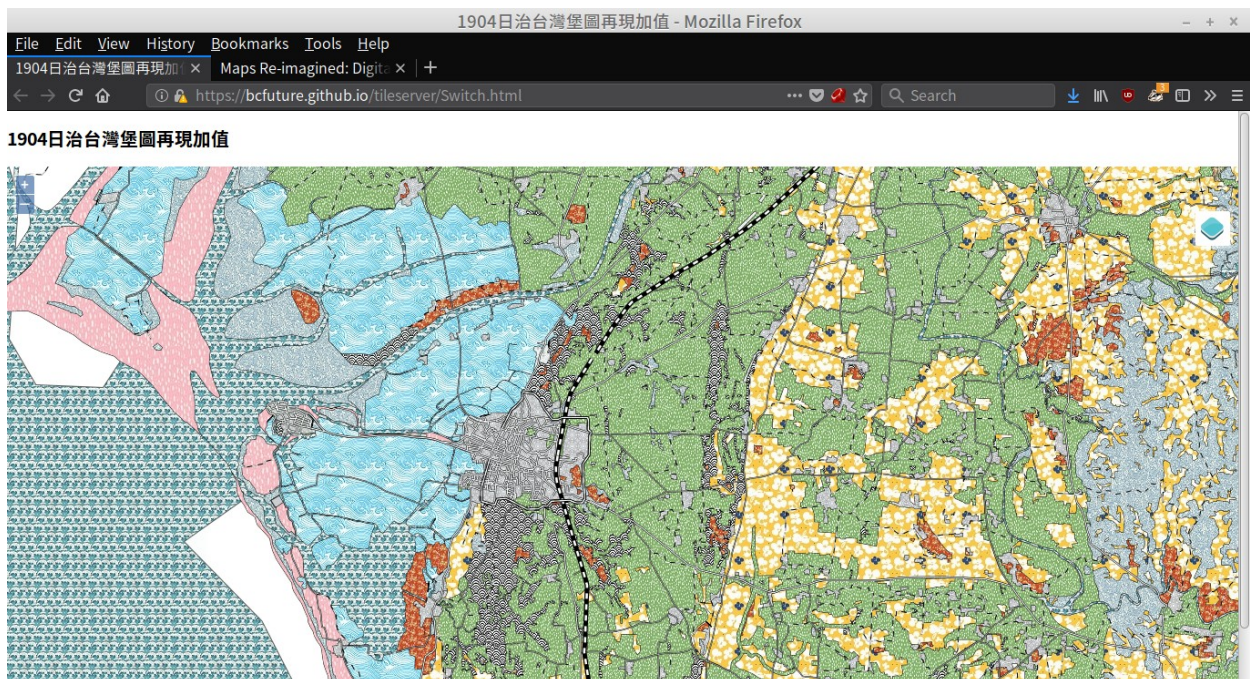 1904日治台灣堡圖再現加值 - Mozilla Firefox
File Edit View History Bookmarks Tools Help
1904日治台灣堡圖再現加 Maps Re-imagined: Digita
https://bcfuture.github.io/tileserver/Switch.html Search 3
1904日治台灣堡圖再現加值